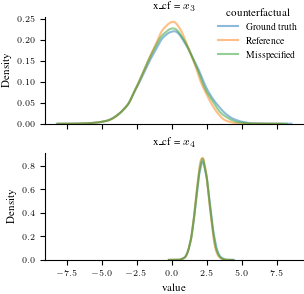 x_cf = x₃
0.25
0.20
0.15
0.10
0.05
0.00
Density
counterfactual
Ground truth
Reference
Misspecified
x_cf = x₄
0.8
0.6
0.4
0.2
0.0
Density
−7.5 −5.0 −2.5 0.0 2.5 5.0 7.5
value